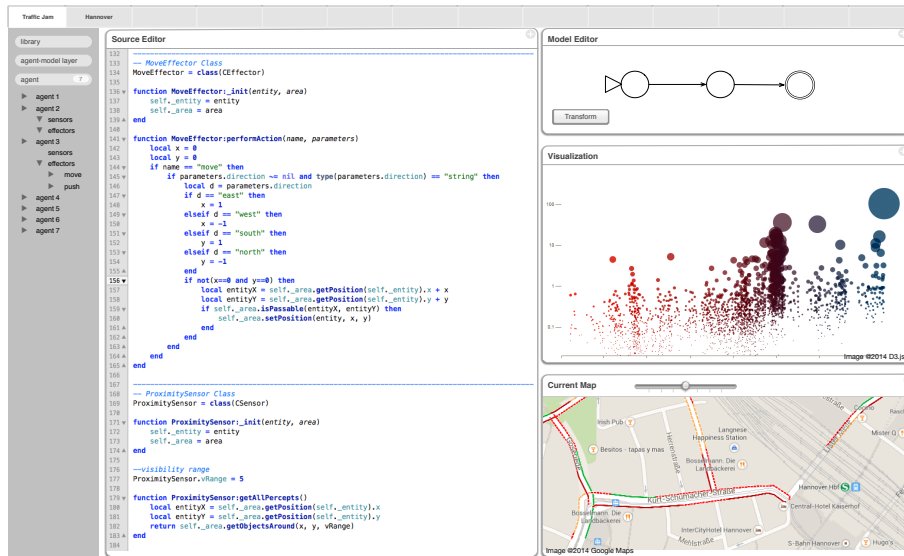 Traffic Jam
Hannover
library
agent-model layer
agent 7
agent 1
agent 2
sensors
effectors
agent 3
sensors
effectors
move
push
agent 4
agent 5
agent 6
agent 7
Source Editor
132 --------------------------------------------------------------------------------
133 -- MoveEffector Class
134 MoveEffector = class(CEffector)
135
136 function MoveEffector:_init(entity, area)
137 self._entity = entity
138 self._area = area
139 end
140
141 function MoveEffector:performAction(name, parameters)
142 local x = 0
143 local y = 0
144 if name == "move" then
145 if parameters.direction ~= nil and type(parameters.direction) == "string" then
146 local d = parameters.direction
147 if d == "east" then
148 x = 1
149 elseif d == "west" then
150 x = -1
151 elseif d == "south" then
152 y = 1
153 elseif d == "north" then
154 y = -1
155 end
156 if not(x==0 and y==0) then
157 local entityX = self._area.getPosition(self._entity).x + x
158 local entityY = self._area.getPosition(self._entity).y + y
159 if self._area.isPassable(entityX, entityY) then
160 self._area.setPosition(entity, x, y)
161 end
162 end
163 end
164 end
165 end
166
167 --------------------------------------------------------------------------------
168 -- ProximitySensor Class
169 ProximitySensor = class(CSensor)
170
171 function ProximitySensor:_init(entity, area)
172 self._entity = entity
173 self._area = area
174 end
175
176 --visibility range
177 ProximitySensor.vRange = 5
178
179 function ProximitySensor:getAllPercepts()
180 local entityX = self._area.getPosition(self._entity).x
181 local entityY = self._area.getPosition(self._entity).y
182 return self._area.getObjectsAround(x, y, vRange)
183 end
184
Model Editor
Transform
Visualization
100
10
1
0.1
Image @2014 D3.js
Current Map
Irish Pub
Besitos - tapas y mas
Herrenstraße
Langnese
Happiness Station
Bosselmann. Die
Landbäckerei
Mister Q
Kurt-Schumacher-Straße
Hannover Hbf
Central-Hotel Kaiserhof
Bosselmann. Die
Landbäckerei
InterCityHotel Hannover
Mehlstraße
S-Bahn Hannover
Hugo's
Image @2014 Google Maps